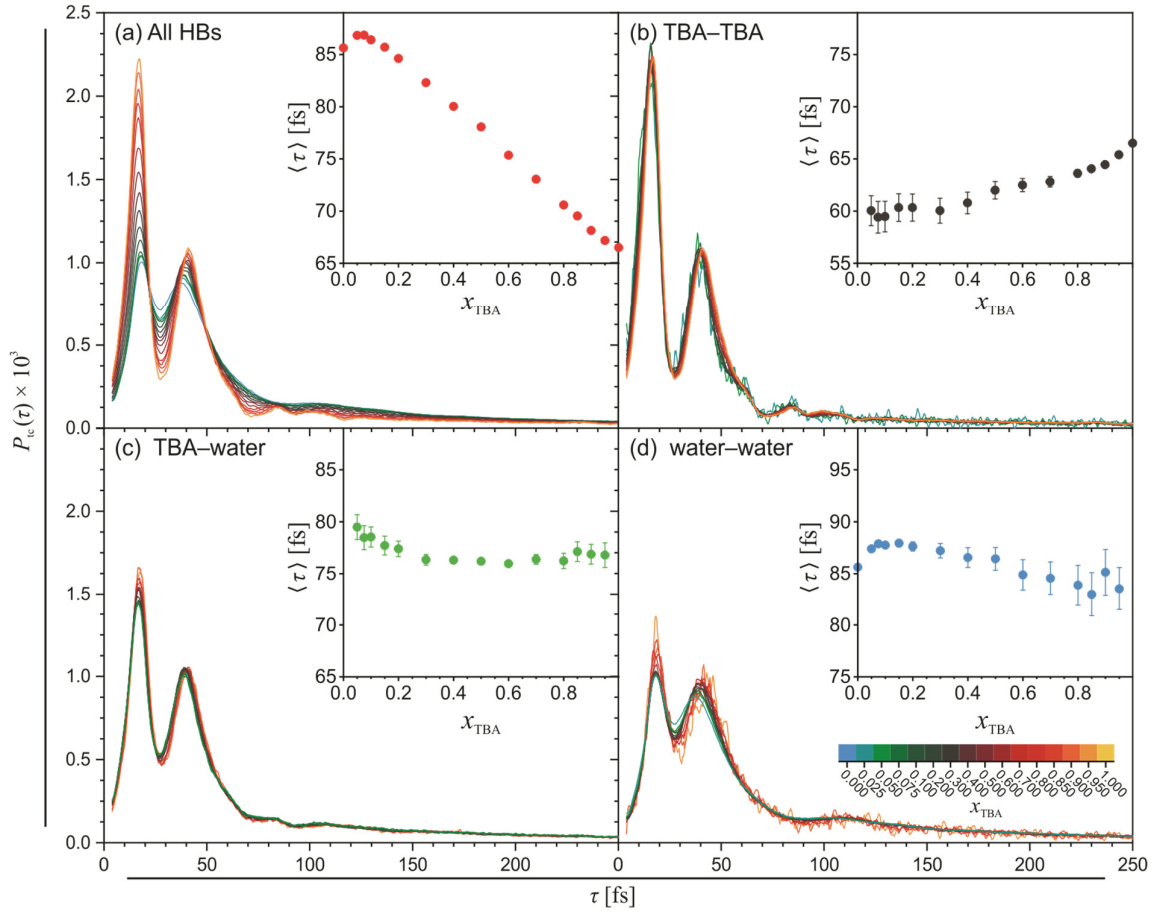 (a) All HBs
(b) TBA–TBA
(c) TBA–water
(d) water–water
P_tc(τ) × 10³
τ [fs]
2.5
2.0
1.5
1.0
0.5
0.0
⟨τ⟩ [fs]
85
80
75
70
65
0.0 0.2 0.4 0.6 0.8
x_TBA
⟨τ⟩ [fs]
75
70
65
60
55
0.0 0.2 0.4 0.6 0.8
x_TBA
2.0
1.5
1.0
0.5
0.0
⟨τ⟩ [fs]
85
80
75
70
65
0.0 0.2 0.4 0.6 0.8
x_TBA
⟨τ⟩ [fs]
95
90
85
80
75
0.0 0.2 0.4 0.6 0.8
x_TBA
0.000 0.025 0.050 0.075 0.100 0.200 0.300 0.400 0.500 0.600 0.700 0.800 0.850 0.900 0.950 1.000
x_TBA
0 50 100 150 200 0 50 100 150 200 250